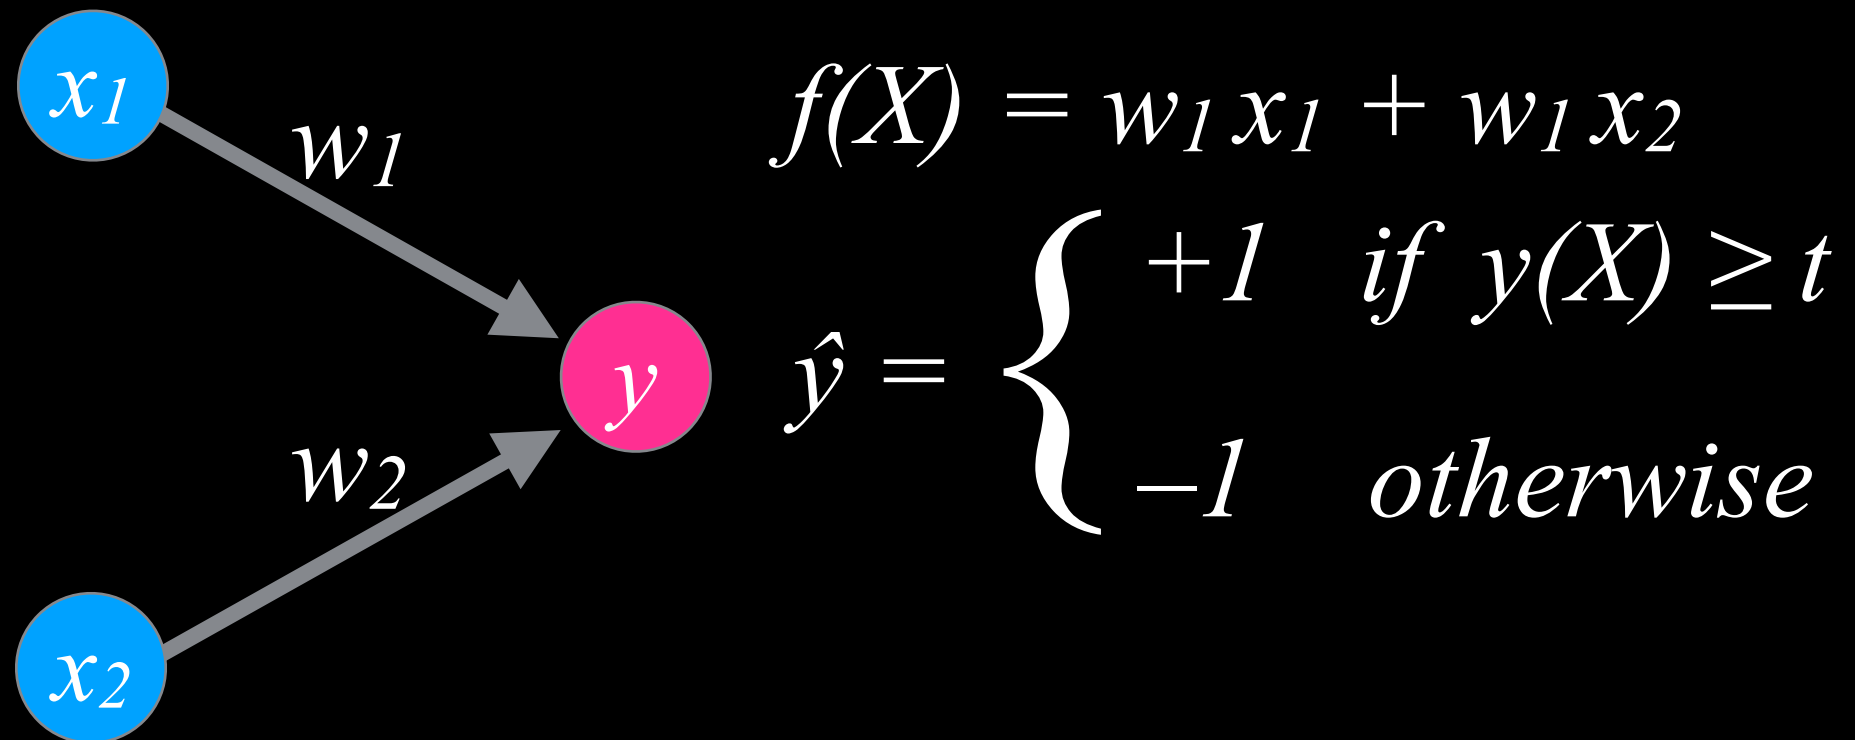 x₁
w₁
f(X) = w₁ x₁ + w₁ x₂
+1 if y(X) ≥ t
y
ŷ = {
w₂
–1 otherwise
x₂